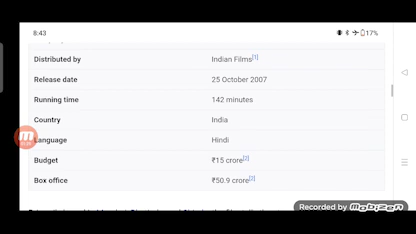 8:43
17%
Distributed by Indian Films[1]
Release date 25 October 2007
Running time 142 minutes
Country India
Language Hindi
Budget ₹15 crore[2]
Box office ₹50.9 crore[2]
Recorded by Mobizen